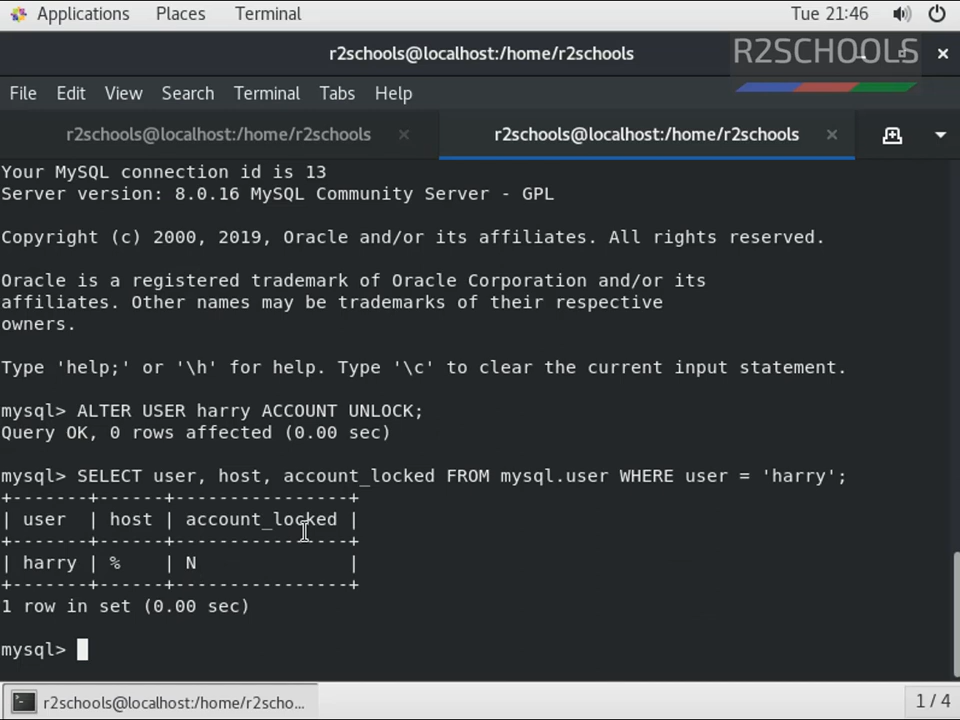 Applications Places Terminal Tue 21:46
r2schools@localhost:/home/r2schools
R2SCHOOLS
File Edit View Search Terminal Tabs Help
r2schools@localhost:/home/r2schools × r2schools@localhost:/home/r2schools ×
Your MySQL connection id is 13
Server version: 8.0.16 MySQL Community Server - GPL
Copyright (c) 2000, 2019, Oracle and/or its affiliates. All rights reserved.
Oracle is a registered trademark of Oracle Corporation and/or its
affiliates. Other names may be trademarks of their respective
owners.
Type 'help;' or '\h' for help. Type '\c' to clear the current input statement.
mysql> ALTER USER harry ACCOUNT UNLOCK;
Query OK, 0 rows affected (0.00 sec)
mysql> SELECT user, host, account_locked FROM mysql.user WHERE user = 'harry';
+-------+------+----------------+
| user  | host | account_locked |
+-------+------+----------------+
| harry | %    | N              |
+-------+------+----------------+
1 row in set (0.00 sec)
mysql>
r2schools@localhost:/home/r2scho... 1 / 4